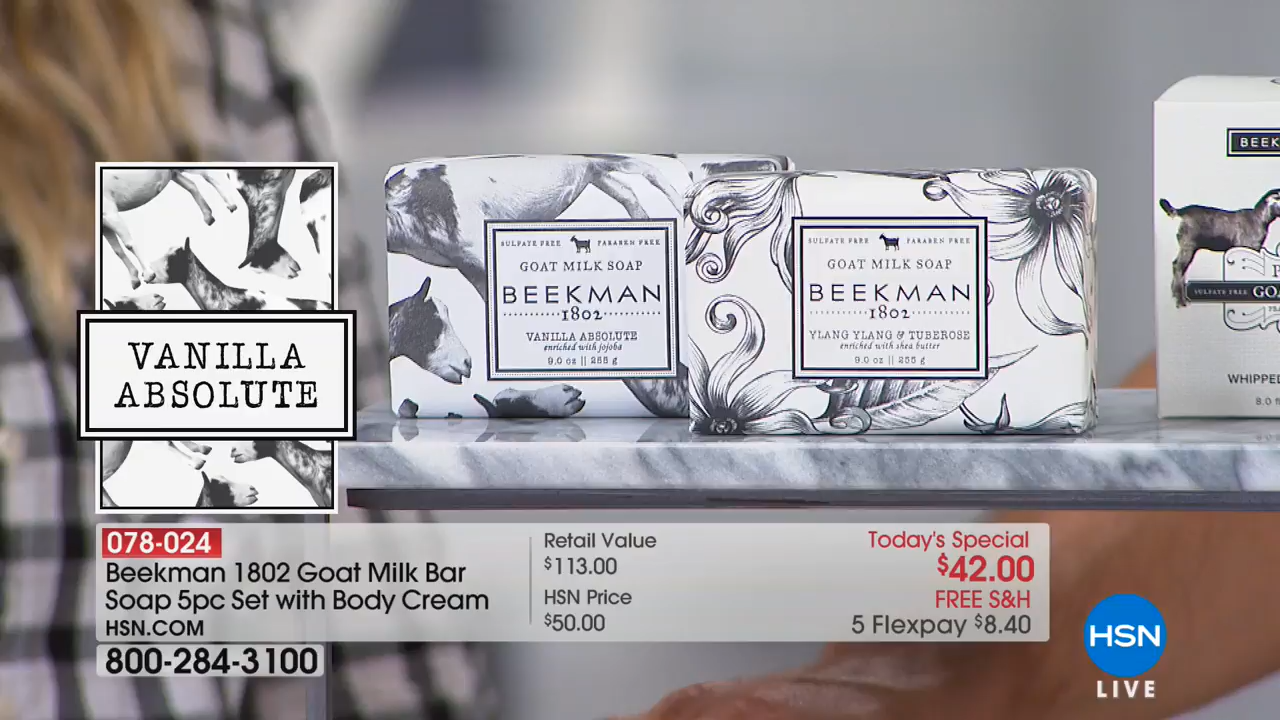 VANILLA
ABSOLUTE
SULFATE FREE PARABEN FREE
GOAT MILK SOAP
BEEKMAN
1802
VANILLA ABSOLUTE
enriched with jojoba
9.0 oz || 255 g
SULFATE FREE PARABEN FREE
GOAT MILK SOAP
BEEKMAN
1802
YLANG YLANG & TUBEROSE
enriched with shea butter
9.0 oz || 255 g
BEEK
SULFATE FREE GO
WHIPPED
8.0 f
078-024
Beekman 1802 Goat Milk Bar
Soap 5pc Set with Body Cream
HSN.COM
800-284-3100
Retail Value
$113.00
HSN Price
$50.00
Today's Special
$42.00
FREE S&H
5 Flexpay $8.40
HSN
LIVE